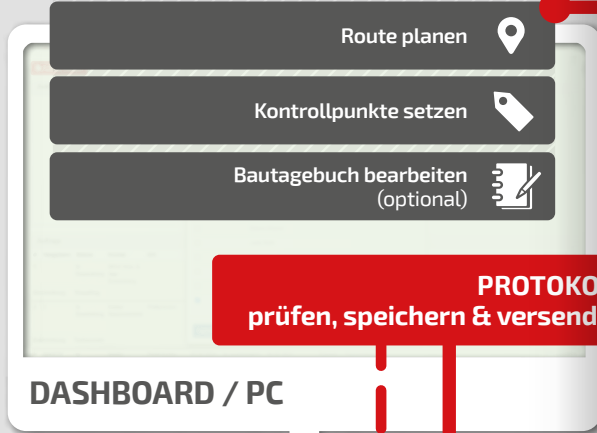 Route planen
Kontrollpunkte setzen
Bautagebuch bearbeiten
(optional)
PROTOKO
prüfen, speichern & versend
DASHBOARD / PC